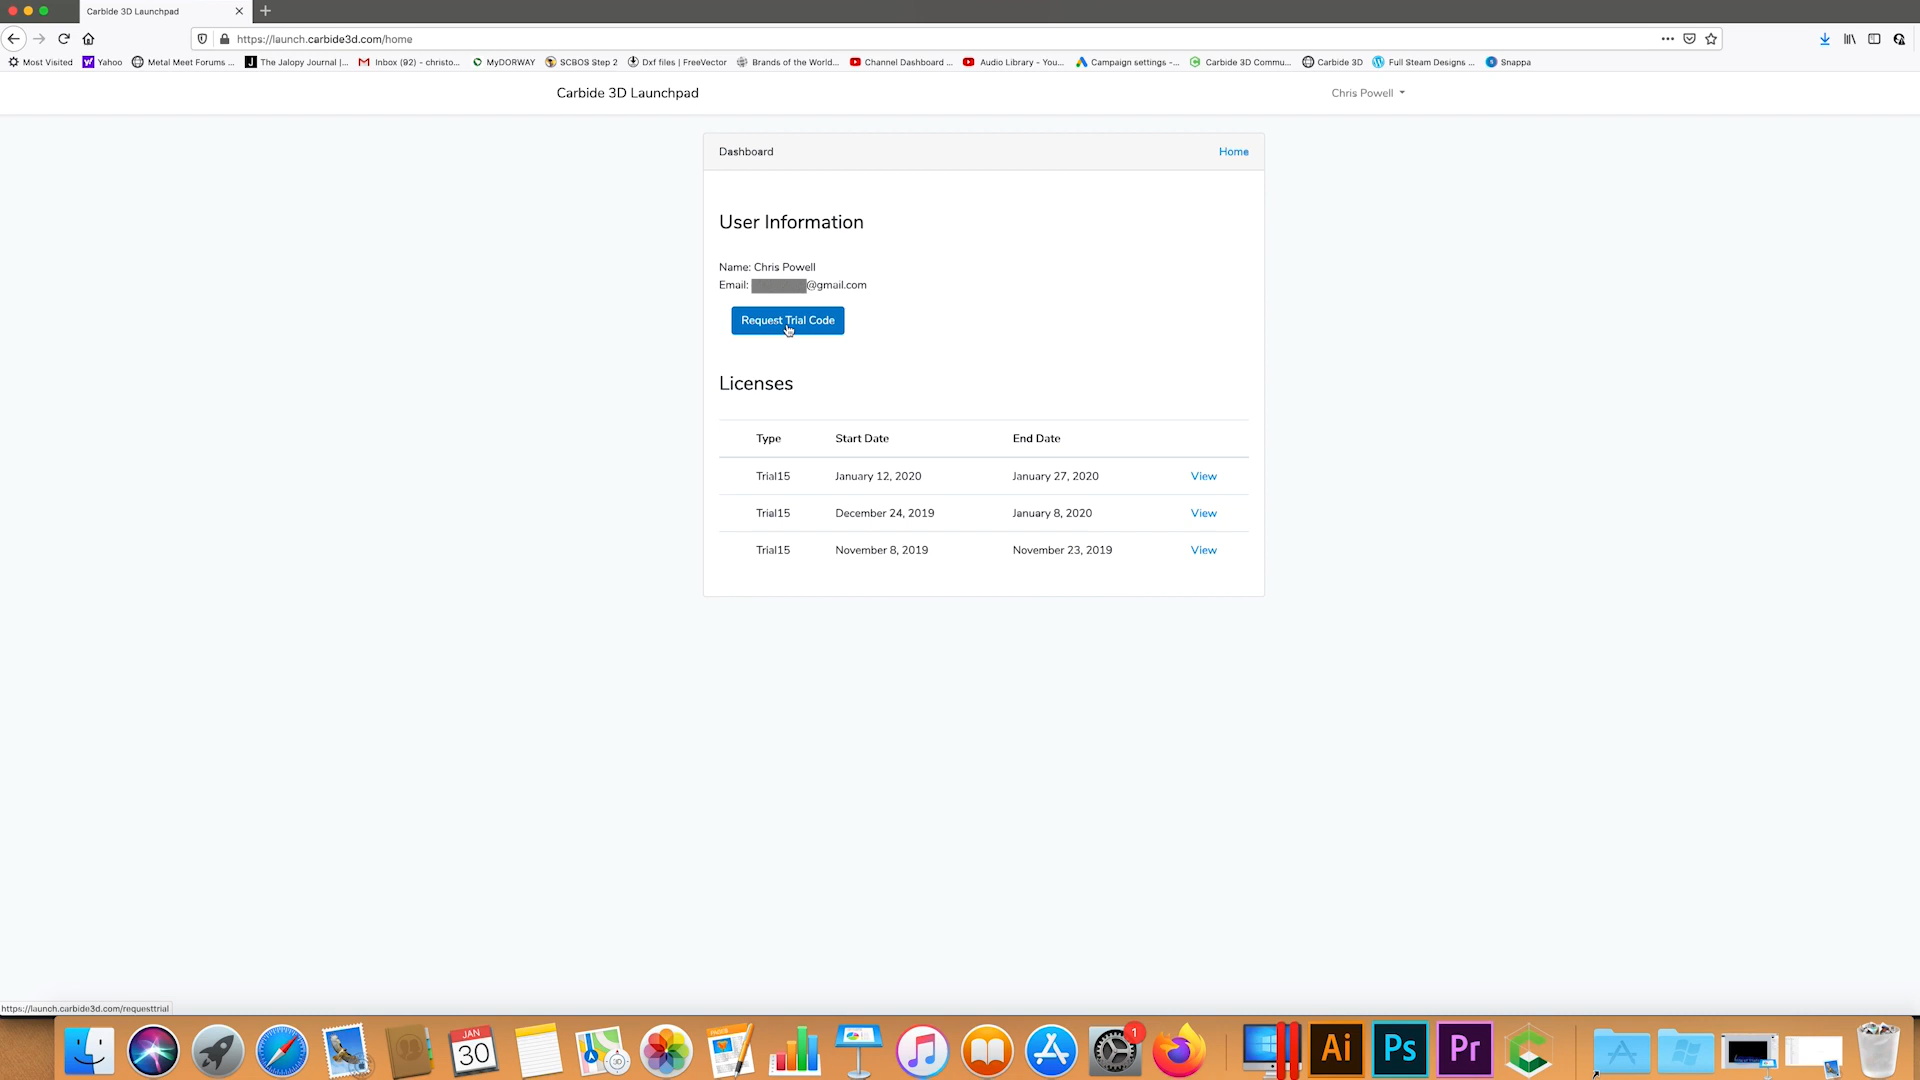 Carbide 3D Launchpad
https://launch.carbide3d.com/home
Most Visited Yahoo Metal Meet Forums ... The Jalopy Journal |... Inbox (92) - christo... MyDORWAY SCBOS Step 2 Dxf files | FreeVector Brands of the World... Channel Dashboard ... Audio Library - You... Campaign settings -... Carbide 3D Commu... Carbide 3D Full Steam Designs ... Snappa
Carbide 3D Launchpad Chris Powell
Dashboard Home
User Information
Name: Chris Powell
Email: @gmail.com
Request Trial Code
Licenses
Type Start Date End Date
Trial15 January 12, 2020 January 27, 2020 View
Trial15 December 24, 2019 January 8, 2020 View
Trial15 November 8, 2019 November 23, 2019 View
https://launch.carbide3d.com/requesttrial
JAN
30
PAGES
1
Ai
Ps
Pr